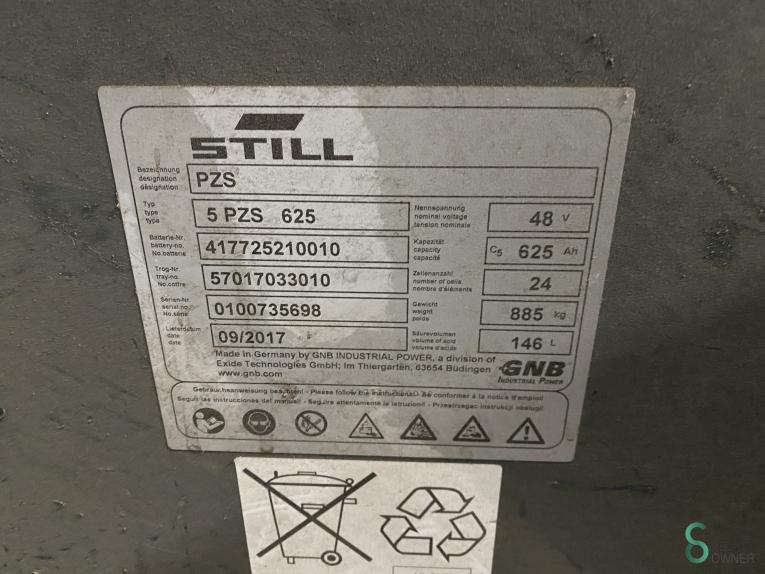 STILL
Bezeichnung
designation
désignation
PZS
Typ
type
type
5 PZS 625
Nennspannung
nominal voltage
tension nominale
48 V
Batterie-Nr.
battery-no.
No.batterie
417725210010
Kapazität
capacity
capacité
C5 625 Ah
Trog-Nr.
tray-no.
No.coffre
57017033010
Zellenanzahl
number of cells
nombre d'éléments
24
Serien-Nr.
serial no.
No.série
0100735698
Gewicht
weight
poids
885 kg
Lieferdatum
date
date
09/2017
Säurevolumen
volume of acid
volume d'acide
146 L
Made in Germany by GNB INDUSTRIAL POWER, a division of
Exide Technologies GmbH; Im Thiergarten, 63654 Büdingen
www.gnb.com
GNB
INDUSTRIAL POWER
Gebrauchsanweisung beachten! - Please follow the instructions! - Se conformer à la notice d'emploi!
Seguir las instrucciones del manual! - Seguire attentamente le istruzioni! - Przestrzegac instrukcji obslugi!
OWNER